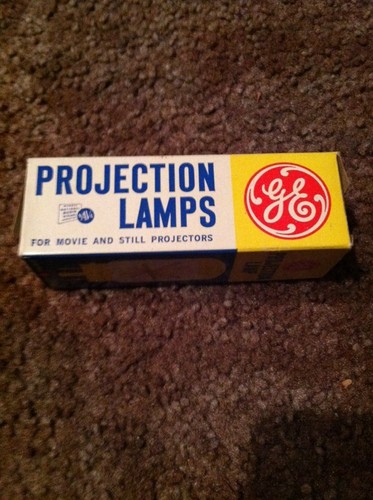 PROJECTION
LAMPS
FOR MOVIE AND STILL PROJECTORS
GE